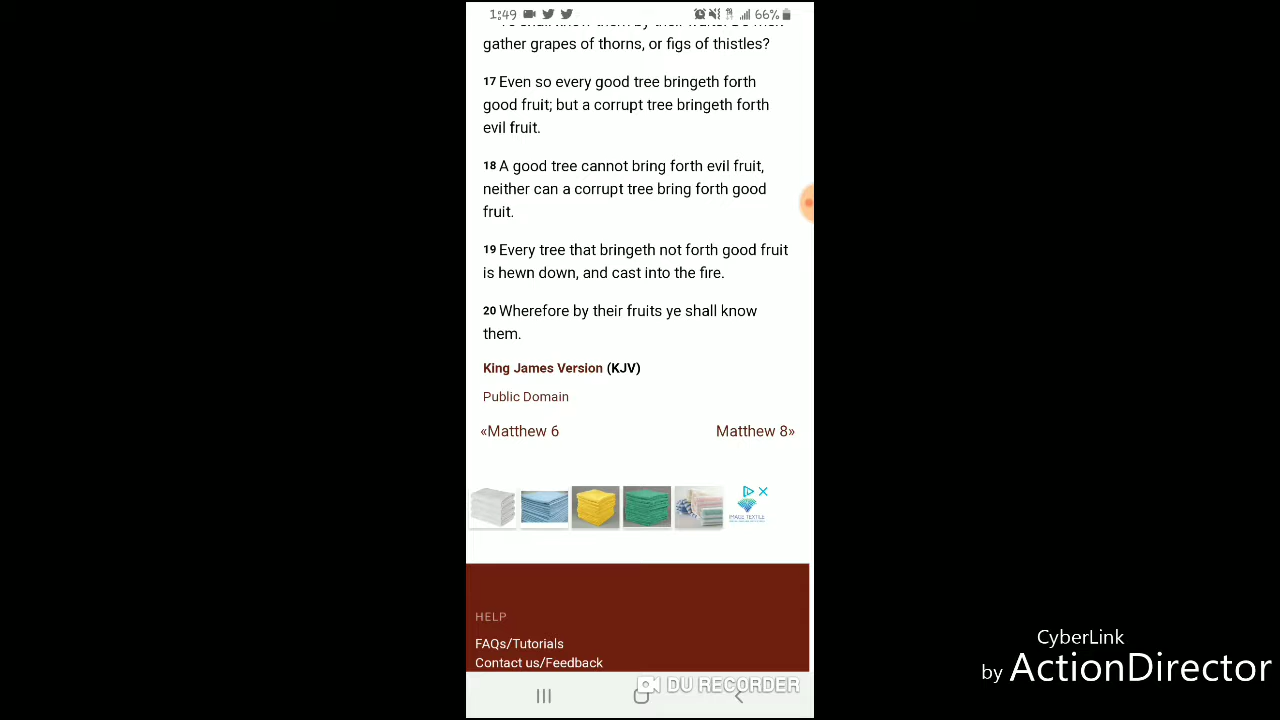 1:49 66%
gather grapes of thorns, or figs of thistles?
17 Even so every good tree bringeth forth
good fruit; but a corrupt tree bringeth forth
evil fruit.
18 A good tree cannot bring forth evil fruit,
neither can a corrupt tree bring forth good
fruit.
19 Every tree that bringeth not forth good fruit
is hewn down, and cast into the fire.
20 Wherefore by their fruits ye shall know
them.
King James Version (KJV)
Public Domain
«Matthew 6 Matthew 8»
IMAGE TEXTILE
HELP
FAQs/Tutorials
Contact us/Feedback
DU RECORDER
CyberLink
by ActionDirector